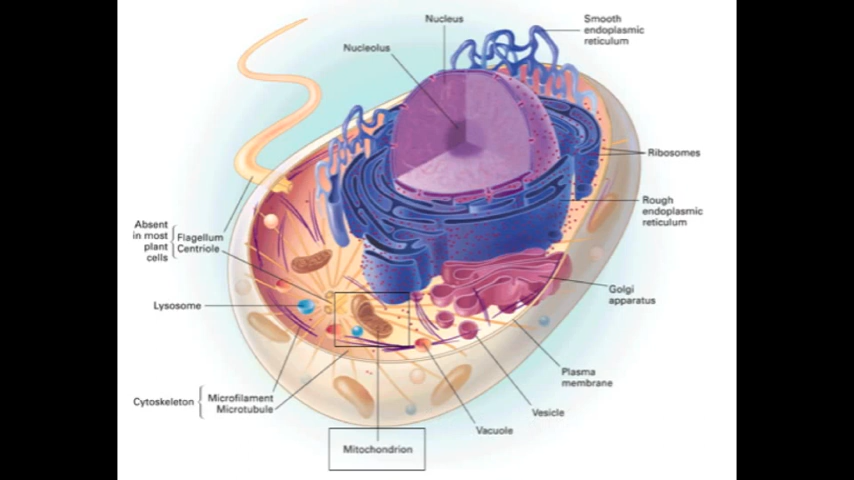 Nucleus
Smooth
endoplasmic
reticulum
Nucleolus
Ribosomes
Rough
endoplasmic
reticulum
Absent
in most
plant
cells
Flagellum
Centriole
Golgi
apparatus
Lysosome
Plasma
membrane
Cytoskeleton
Microfilament
Microtubule
Vesicle
Vacuole
Mitochondrion